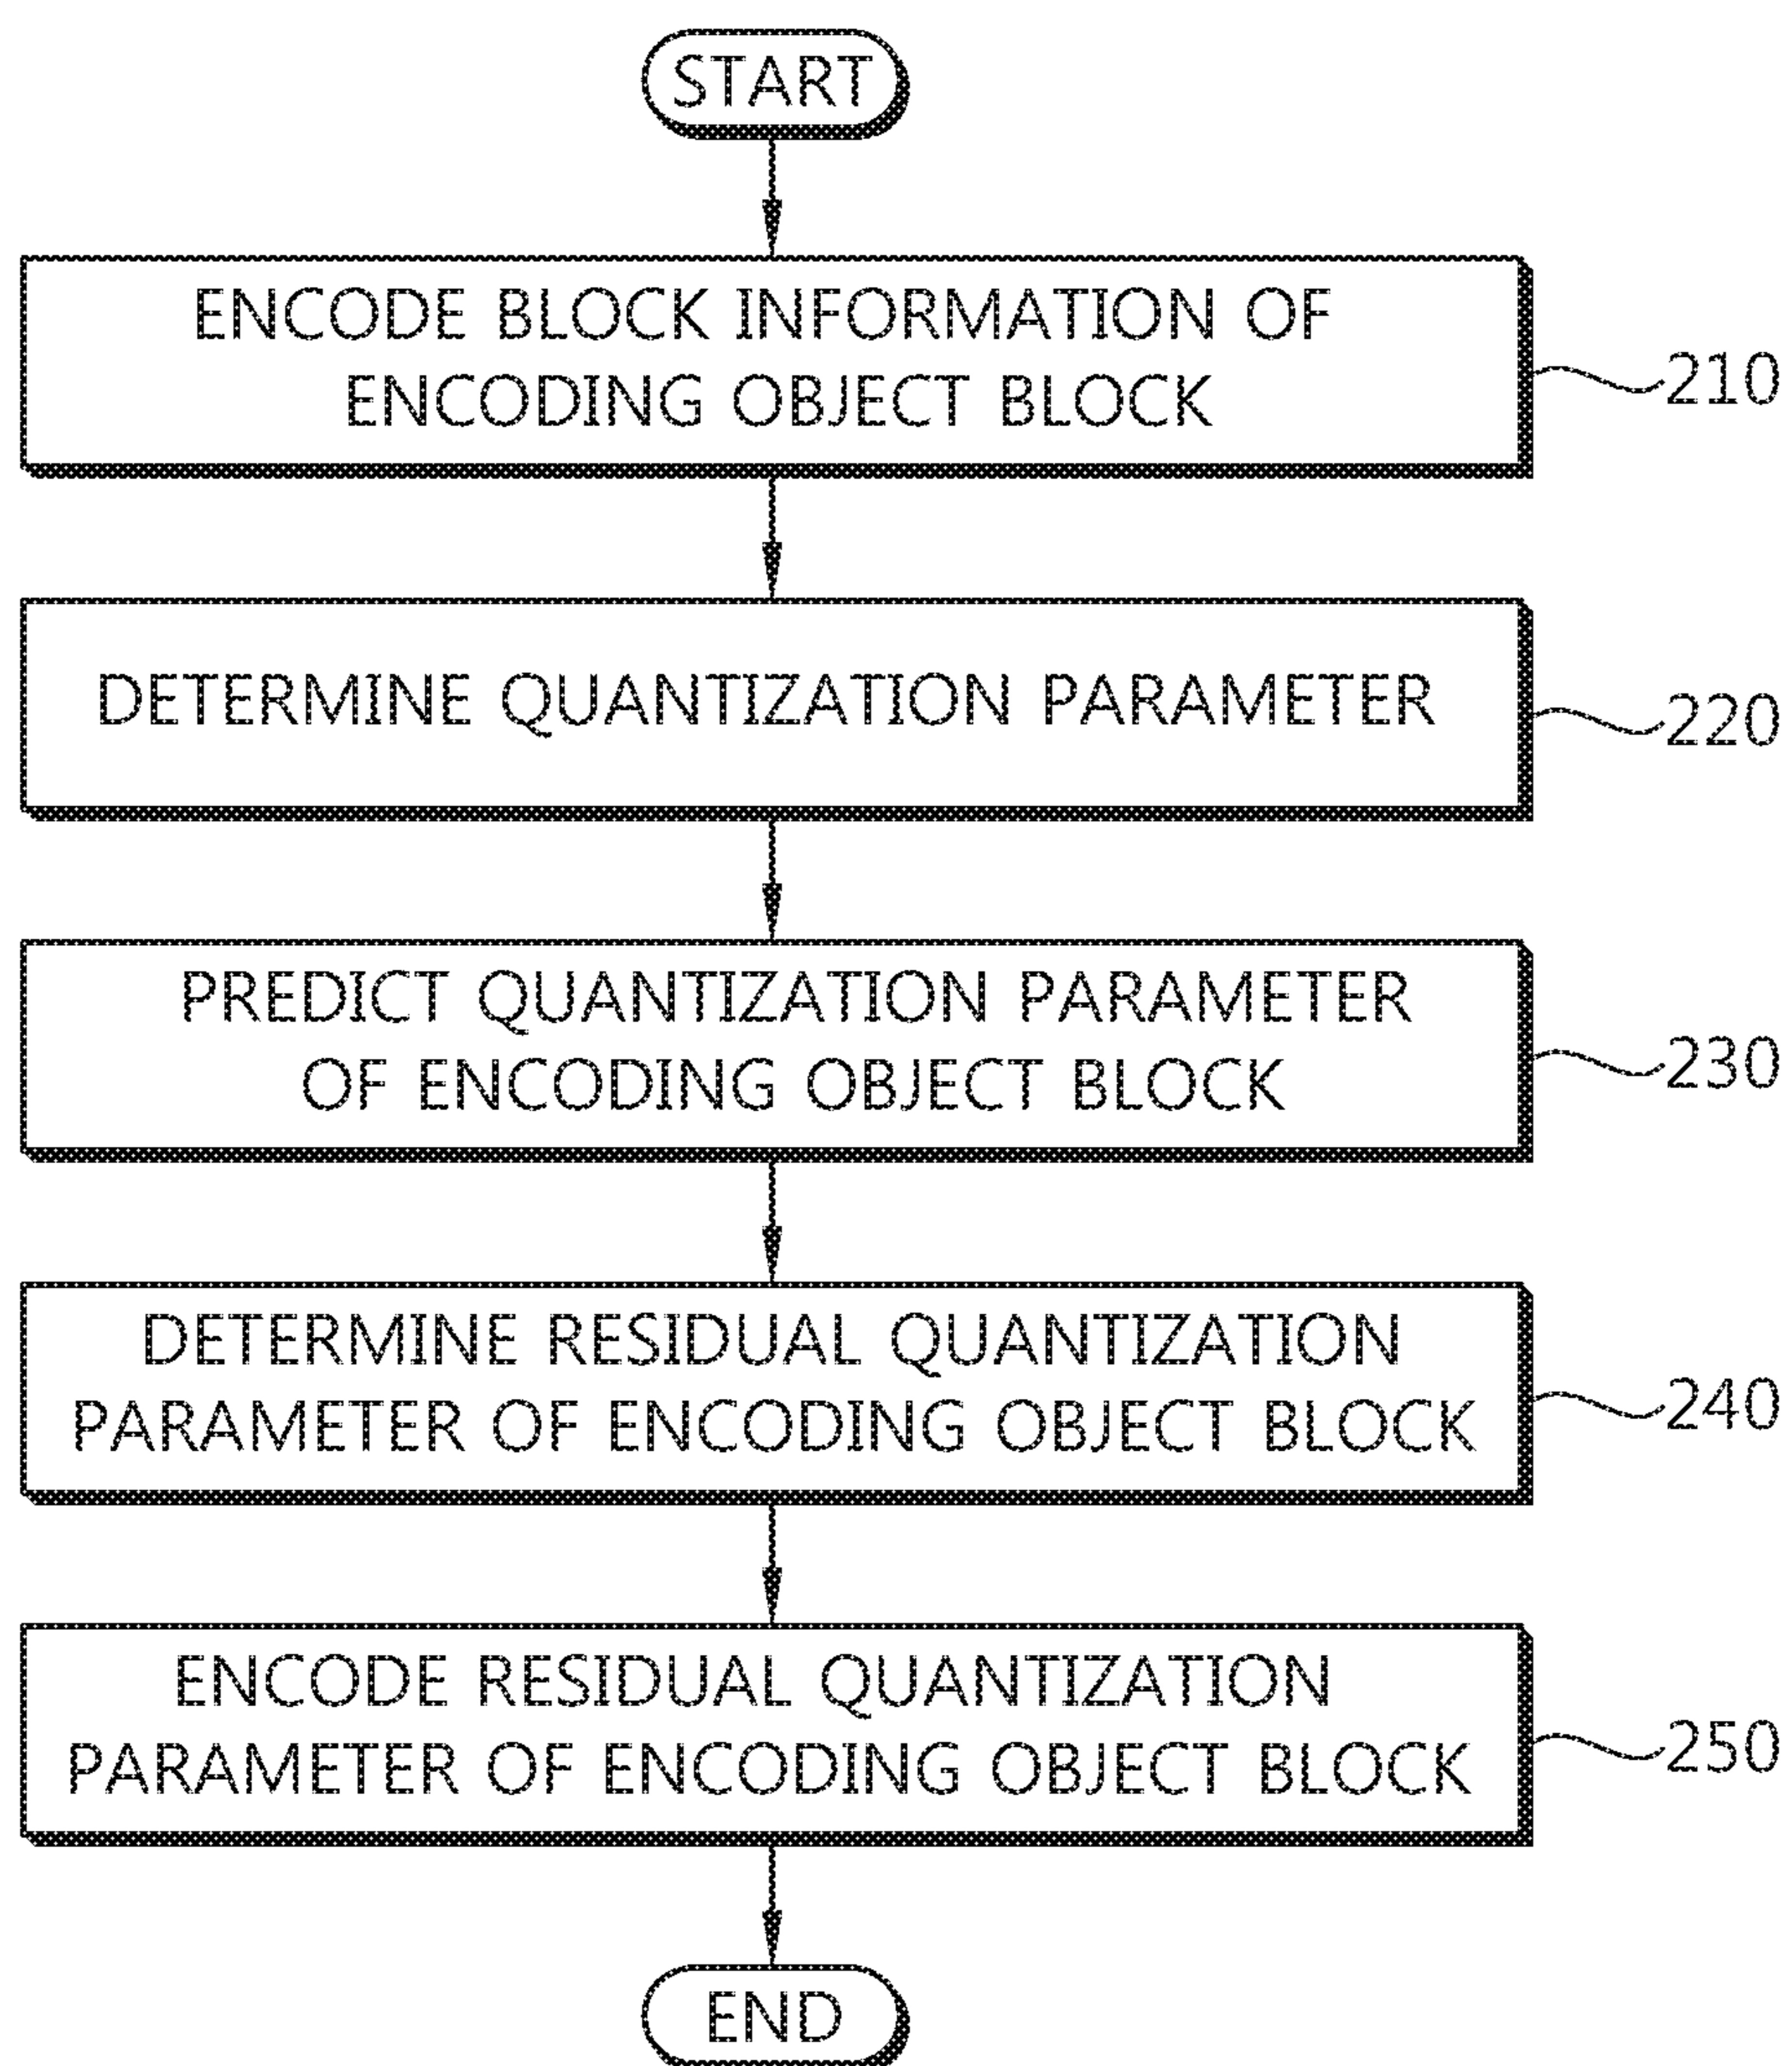 START
ENCODE BLOCK INFORMATION OF
ENCODING OBJECT BLOCK
210
DETERMINE QUANTIZATION PARAMETER
220
PREDICT QUANTIZATION PARAMETER
OF ENCODING OBJECT BLOCK
230
DETERMINE RESIDUAL QUANTIZATION
PARAMETER OF ENCODING OBJECT BLOCK
240
ENCODE RESIDUAL QUANTIZATION
PARAMETER OF ENCODING OBJECT BLOCK
250
END